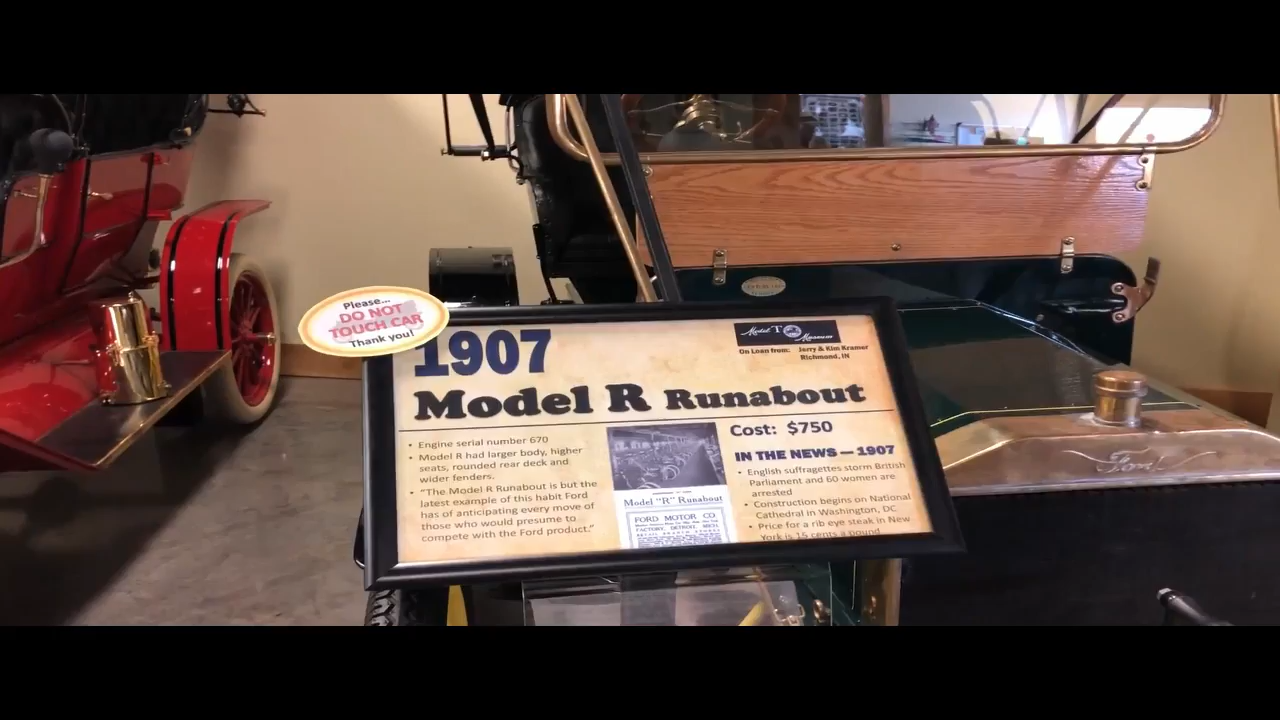 Please...
DO NOT
TOUCH CAR
Thank you!
1907
Model T Museum
On Loan from: Jerry & Kim Kramer
Richmond, IN
Model R Runabout
• Engine serial number 670
• Model R had larger body, higher
seats, rounded rear deck and
wider fenders.
• "The Model R Runabout is but the
latest example of this habit Ford
has of anticipating every move of
those who would presume to
compete with the Ford product."
Model "R" Runabout
FORD MOTOR CO.
FACTORY, DETROIT, MICH.
Cost: $750
IN THE NEWS — 1907
• English suffragettes storm British
Parliament and 60 women are
arrested
• Construction begins on National
Cathedral in Washington, DC
• Price for a rib eye steak in New
York is 15 cents a pound
Ford